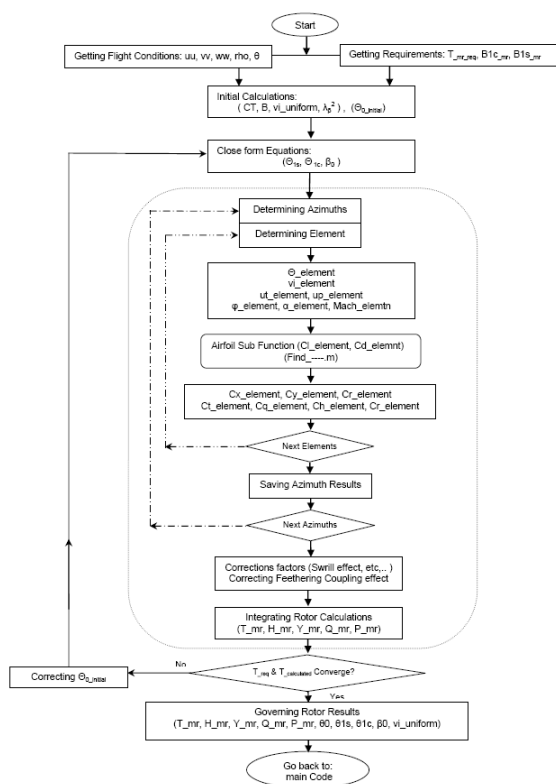 Start
Getting Flight Conditions: uu, vv, ww, rho, θ
Getting Requirements: T_mr_req, B1c_mr, B1s_mr
Initial Calculations:
( CT, B, vi_uniform, λβ² ) , (Θ0_initial)
Close form Equations:
(Θ1s, Θ1c, β0 )
Determining Azimuths
Determining Element
Θ_element
vi_element
ut_element, up_element
φ_element, α_element, Mach_elemtn
Airfoil Sub Function (Cl_element, Cd_elemnt)
(Find_----.m)
Cx_element, Cy_element, Cr_element
Ct_element, Cq_element, Ch_element, Cr_element
Next Elements
Saving Azimuth Results
Next Azimuths
Corrections factors (Swrill effect, etc,.. )
Correcting Feethering Coupling effect
Integrating Rotor Calculations
(T_mr, H_mr, Y_mr, Q_mr, P_mr)
T_req & T_calculated Converge?
No
Correcting Θ0_initial
Yes
Governing Rotor Results
(T_mr, H_mr, Y_mr, Q_mr, P_mr, θ0, θ1s, θ1c, β0, vi_uniform)
Go back to:
main Code